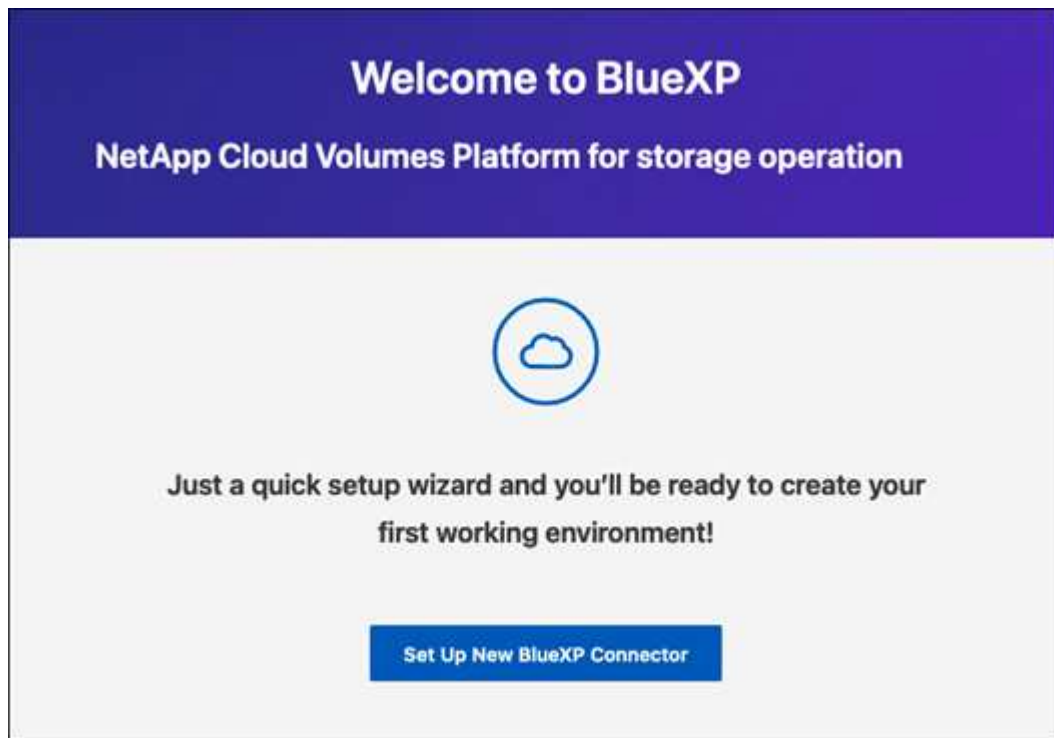 Welcome to BlueXP
NetApp Cloud Volumes Platform for storage operation
Just a quick setup wizard and you'll be ready to create your
first working environment!
Set Up New BlueXP Connector